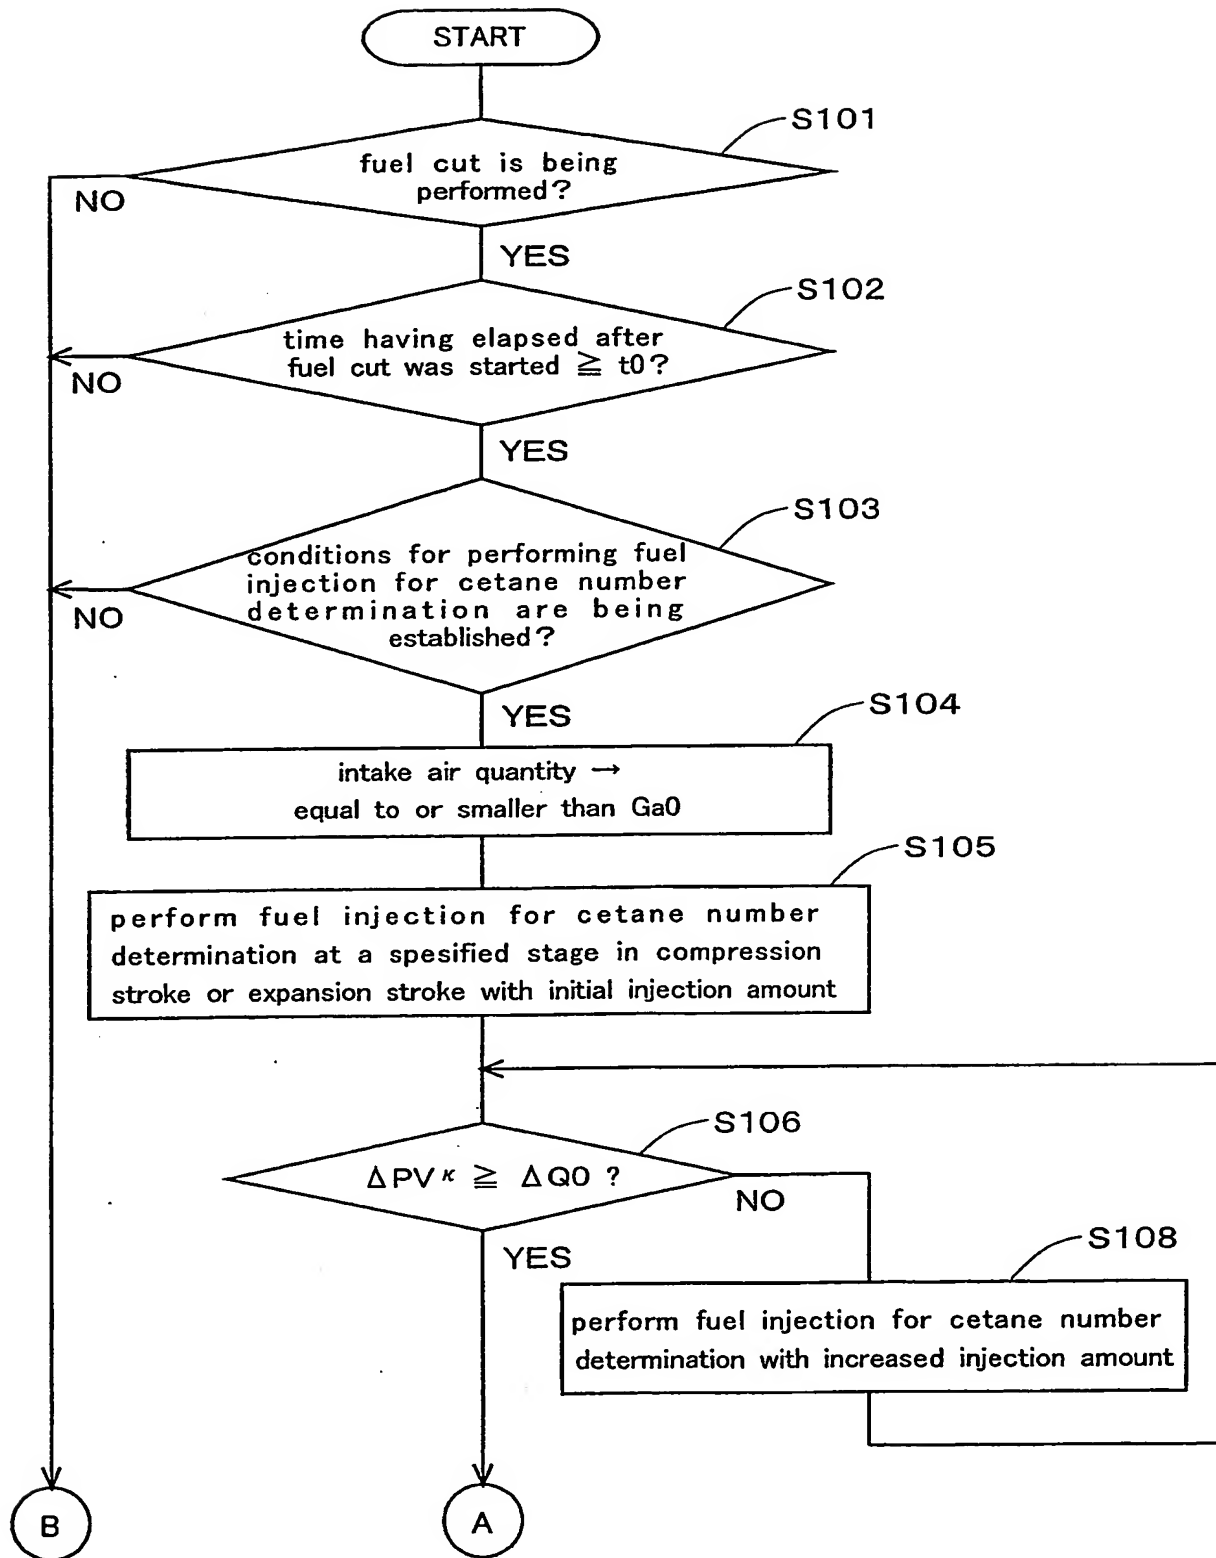 START
S101
fuel cut is being
performed?
NO
YES
S102
time having elapsed after
fuel cut was started ≧ t0?
NO
YES
S103
conditions for performing fuel
injection for cetane number
determination are being
established?
NO
YES
S104
intake air quantity →
equal to or smaller than Ga0
S105
perform fuel injection for cetane number
determination at a spesified stage in compression
stroke or expansion stroke with initial injection amount
S106
ΔPV^κ ≧ ΔQ0 ?
NO
YES
S108
perform fuel injection for cetane number
determination with increased injection amount
B
A